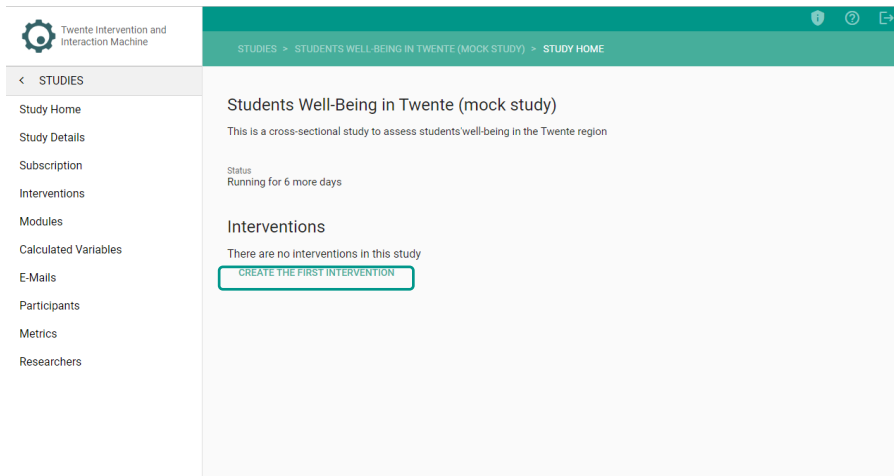 Twente Intervention and
Interaction Machine
STUDIES > STUDENTS WELL-BEING IN TWENTE (MOCK STUDY) > STUDY HOME
< STUDIES
Study Home
Study Details
Subscription
Interventions
Modules
Calculated Variables
E-Mails
Participants
Metrics
Researchers
Students Well-Being in Twente (mock study)
This is a cross-sectional study to assess students'well-being in the Twente region
Status
Running for 6 more days
Interventions
There are no interventions in this study
CREATE THE FIRST INTERVENTION